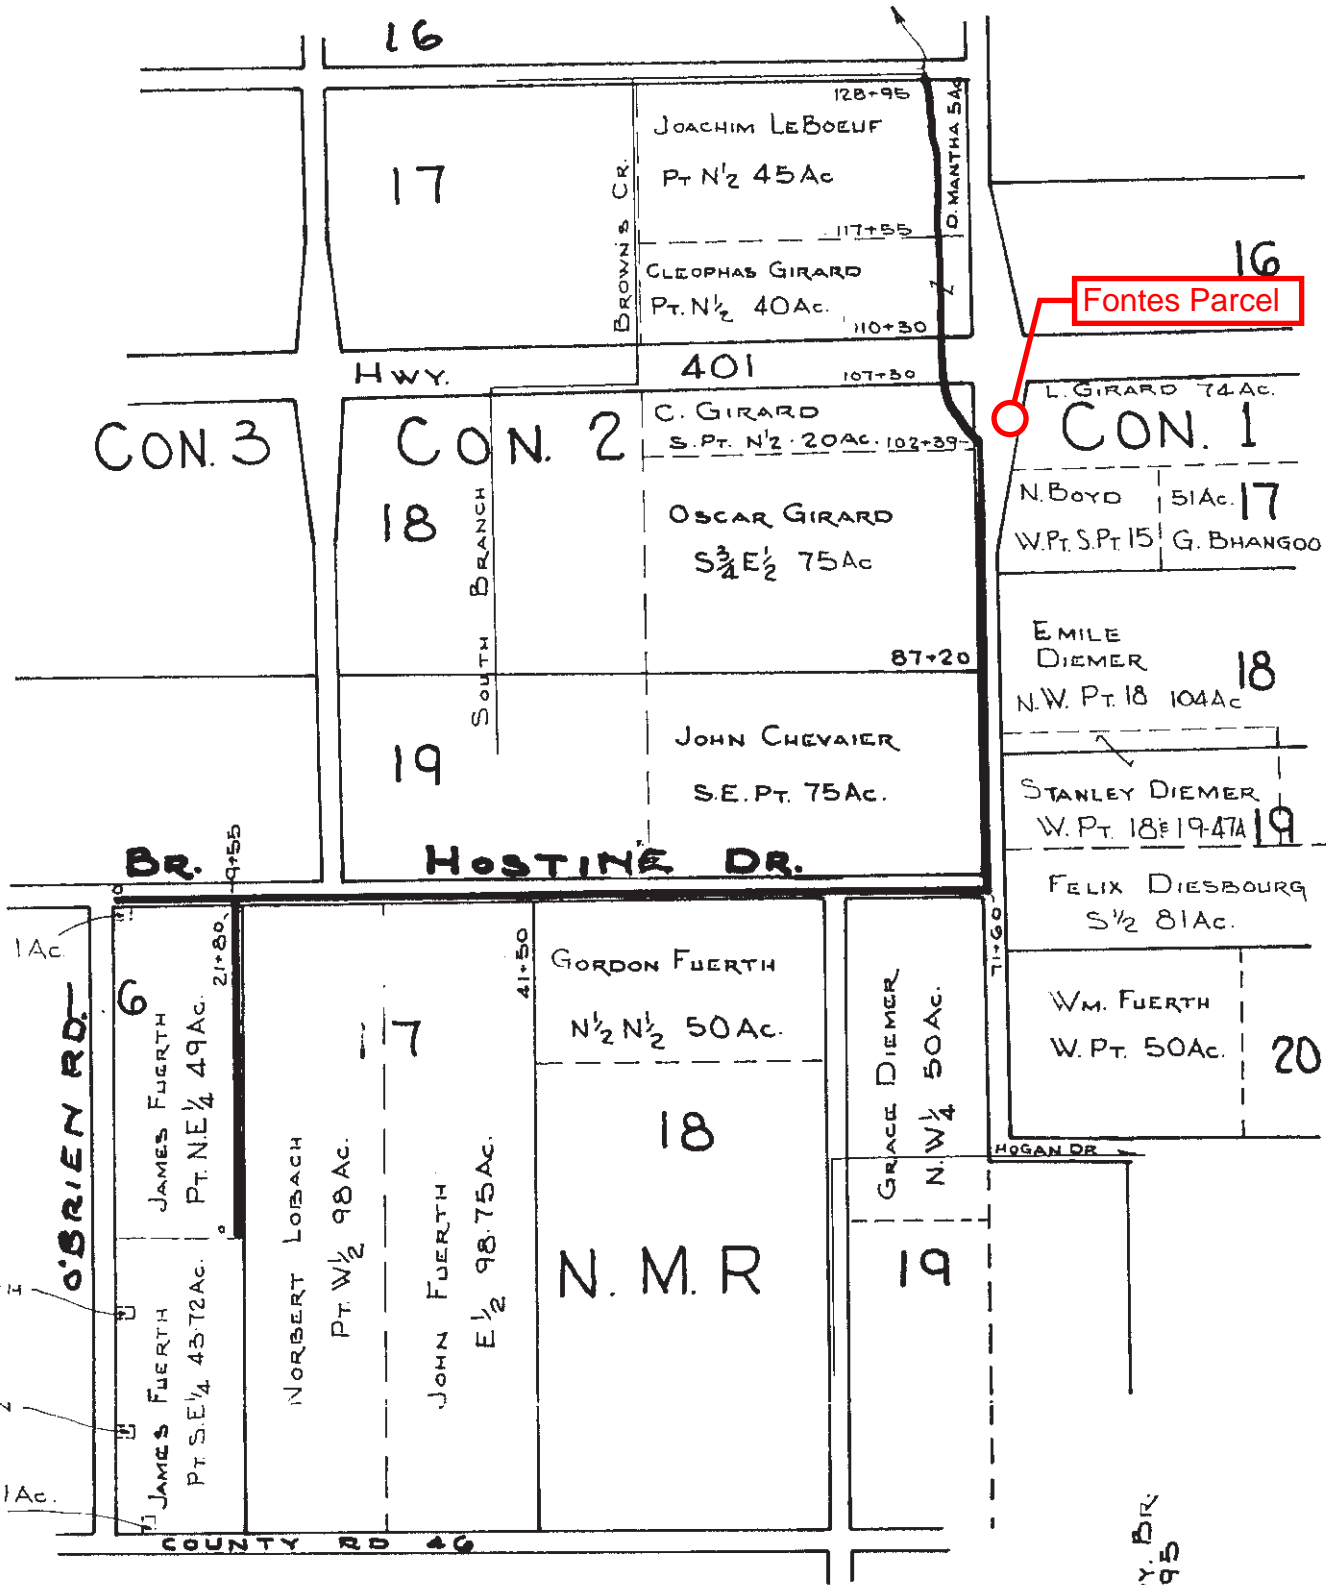 16
128+95
JOACHIM LEBOEUF
PT N½ 45Ac
D. MANTHA 5Ac
17
BROWNS CR.
117+55
CLEOPHAS GIRARD
PT. N½ 40Ac.
110+30
16
Fontes Parcel
HWY. 401
107+30
L. GIRARD 74Ac.
CON. 3
CON. 2
C. GIRARD
S. PT. N½ · 20Ac.
102+39
CON. 1
18
SOUTH BRANCH
OSCAR GIRARD
S¾ E½ 75Ac
N. BOYD
W. PT. S. PT 15
51Ac.
G. BHANGOO
17
87+20
EMILE
DIEMER
N.W. PT. 18 104Ac
18
19
JOHN CHEVAIER
S.E. PT. 75Ac.
STANLEY DIEMER
W. PT. 18 & 19-47A
19
BR.
9+55
HOSTINE DR.
FELIX DIESBOURG
S½ 81Ac.
0
1Ac.
6
21+80
41+50
GORDON FUERTH
N½ N½ 50Ac.
71+60
WM. FUERTH
W. PT. 50Ac.
20
O'BRIEN RD.
JAMES FUERTH
PT. N.E¼ 49Ac.
17
18
GRACE DIEMER
N.W¼ 50Ac.
HOGAN DR
0
NORBERT LOBACH
PT. W½ 98Ac.
JOHN FUERTH
E½ 98.75Ac.
N. M. R
19
H
JAMES FUERTH
PT. S.E¼ 43.72Ac.
1Ac.
COUNTY RD 46
Y. BR.
95